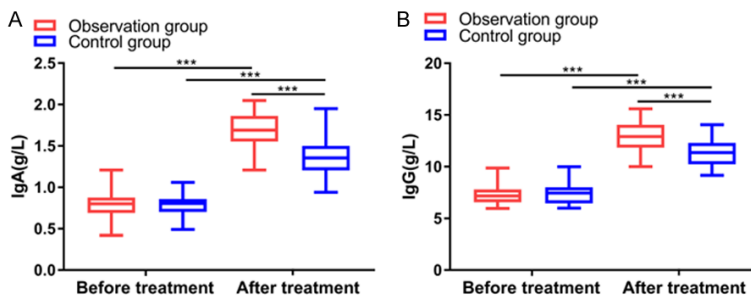 A
Observation group
Control group
***
***
***
IgA(g/L)
2.5
2.0
1.5
1.0
0.5
0.0
Before treatment
After treatment
B
Observation group
Control group
***
***
***
IgG(g/L)
20
15
10
5
0
Before treatment
After treatment